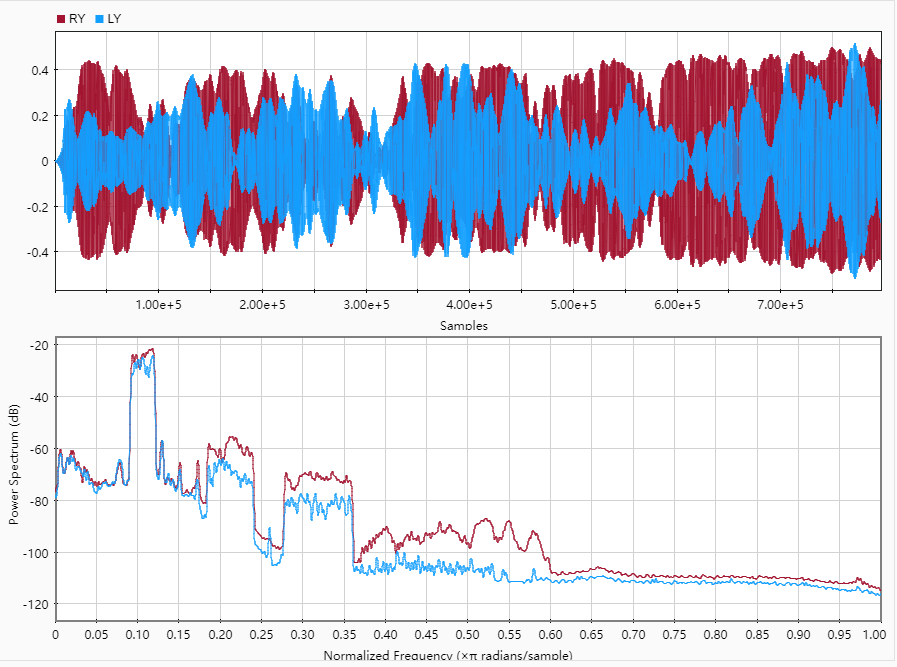 RY LY
0.4
0.2
0
-0.2
-0.4
1.00e+5 2.00e+5 3.00e+5 4.00e+5 5.00e+5 6.00e+5 7.00e+5
Samples
-20
-40
-60
-80
-100
-120
Power Spectrum (dB)
0 0.05 0.10 0.15 0.20 0.25 0.30 0.35 0.40 0.45 0.50 0.55 0.60 0.65 0.70 0.75 0.80 0.85 0.90 0.95 1.00
Normalized Frequency (×π radians/sample)